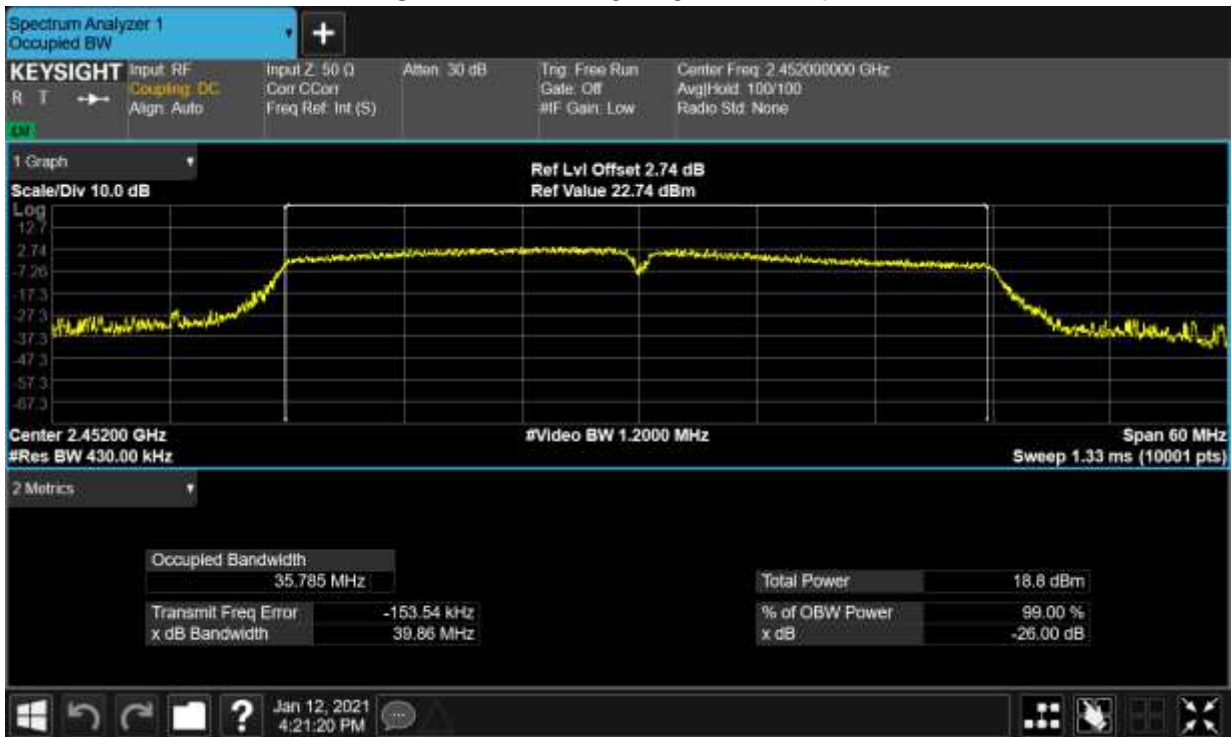 Spectrum Analyzer 1
Occupied BW
+
KEYSIGHT
R T
Input: RF
Coupling: DC
Align: Auto
Input Z: 50 Ω
Corr CCorr
Freq Ref: Int (S)
Atten: 30 dB
Trig: Free Run
Gate: Off
#IF Gain: Low
Center Freq: 2.452000000 GHz
Avg|Hold: 100/100
Radio Std: None
1 Graph
Scale/Div 10.0 dB
Ref Lvl Offset 2.74 dB
Ref Value 22.74 dBm
Log
12.7
2.74
-7.26
-17.3
-27.3
-37.3
-47.3
-57.3
-67.3
Center 2.45200 GHz
#Video BW 1.2000 MHz
Span 60 MHz
#Res BW 430.00 kHz
Sweep 1.33 ms (10001 pts)
2 Metrics
Occupied Bandwidth
35.785 MHz
Total Power 18.8 dBm
Transmit Freq Error -153.54 kHz
% of OBW Power 99.00 %
x dB Bandwidth 39.86 MHz
x dB -26.00 dB
?
Jan 12, 2021
4:21:20 PM